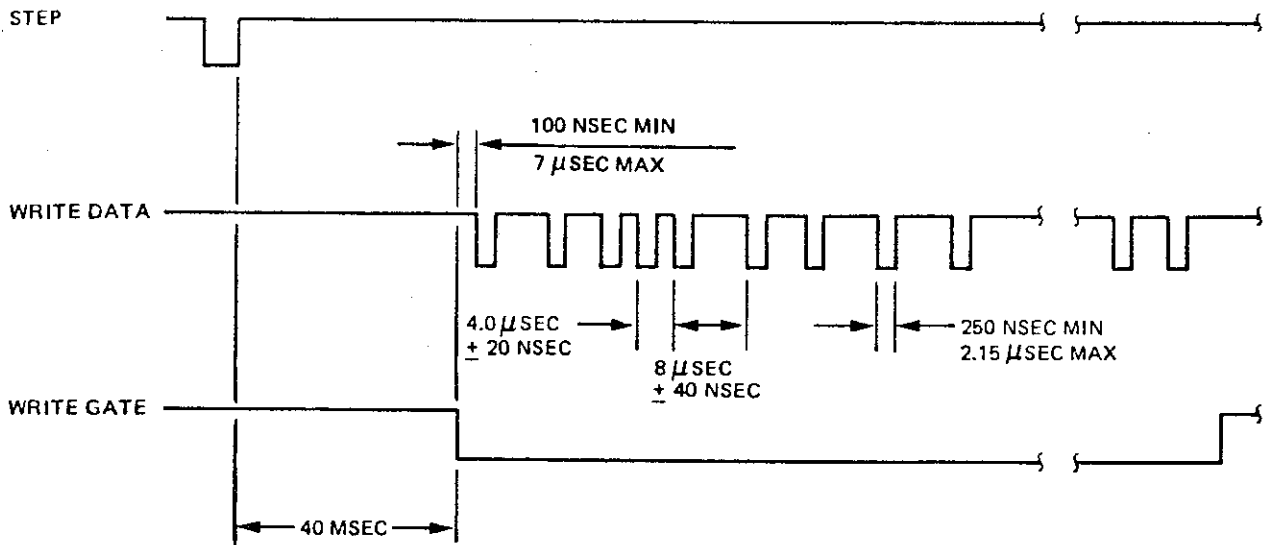 STEP
100 NSEC MIN
7 μSEC MAX
WRITE DATA
4.0 μSEC
± 20 NSEC
8 μSEC
± 40 NSEC
250 NSEC MIN
2.15 μSEC MAX
WRITE GATE
40 MSEC